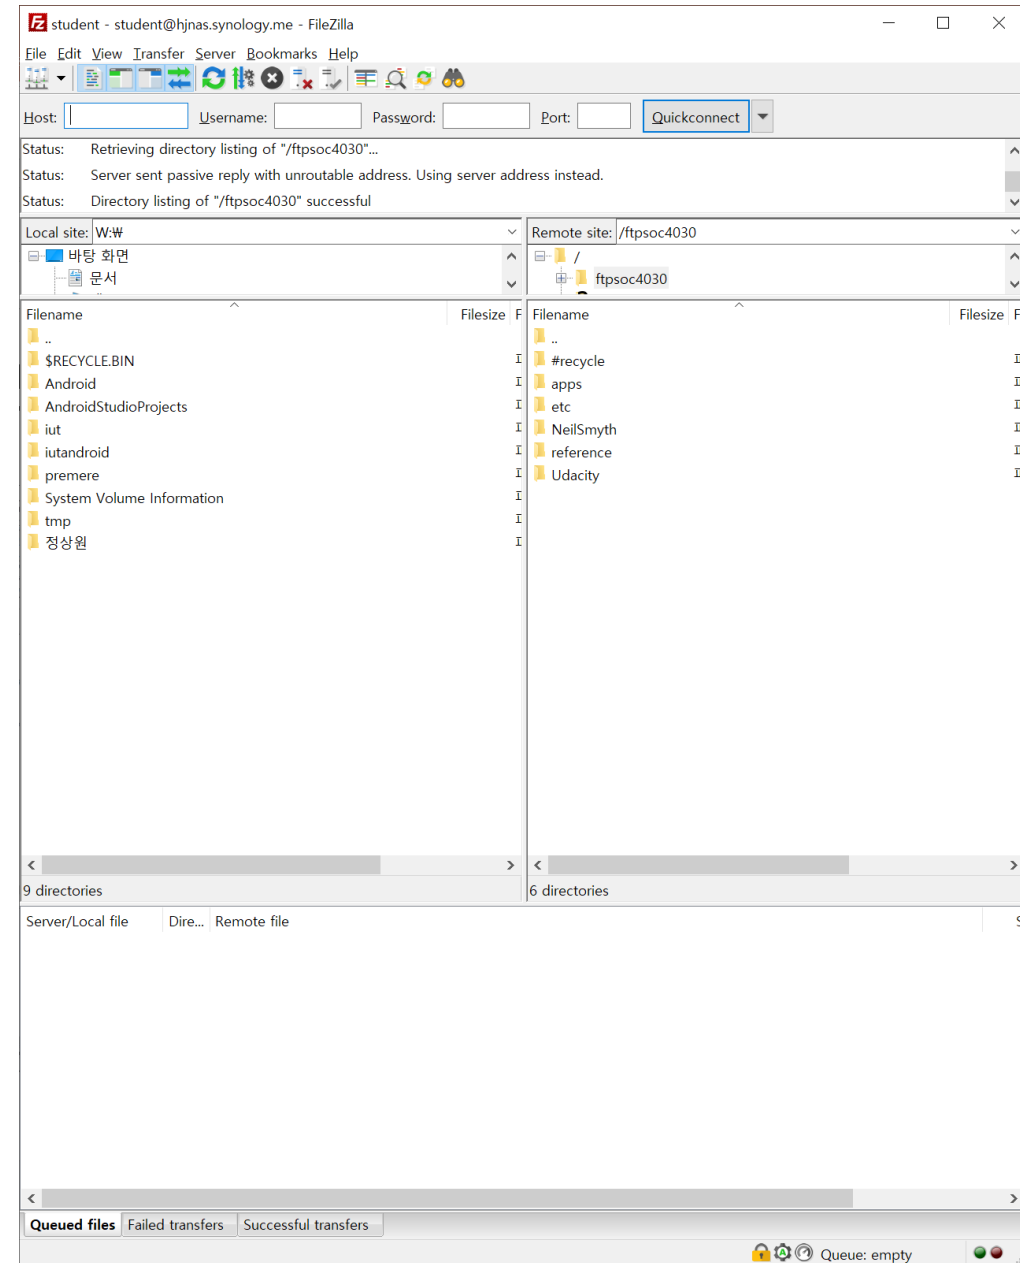 student - student@hjnas.synology.me - FileZilla
File Edit View Transfer Server Bookmarks Help
Host: Username: Password: Port: Quickconnect
Status: Retrieving directory listing of "/ftpsoc4030"...
Status: Server sent passive reply with unroutable address. Using server address instead.
Status: Directory listing of "/ftpsoc4030" successful
Local site: W:₩
바탕 화면
문서
Remote site: /ftpsoc4030
/
ftpsoc4030
Filename Filesize F
..
$RECYCLE.BIN
Android
AndroidStudioProjects
iut
iutandroid
premere
System Volume Information
tmp
정상원
9 directories
Filename Filesize F
..
#recycle
apps
etc
NeilSmyth
reference
Udacity
6 directories
Server/Local file Dire... Remote file S
Queued files Failed transfers Successful transfers
Queue: empty